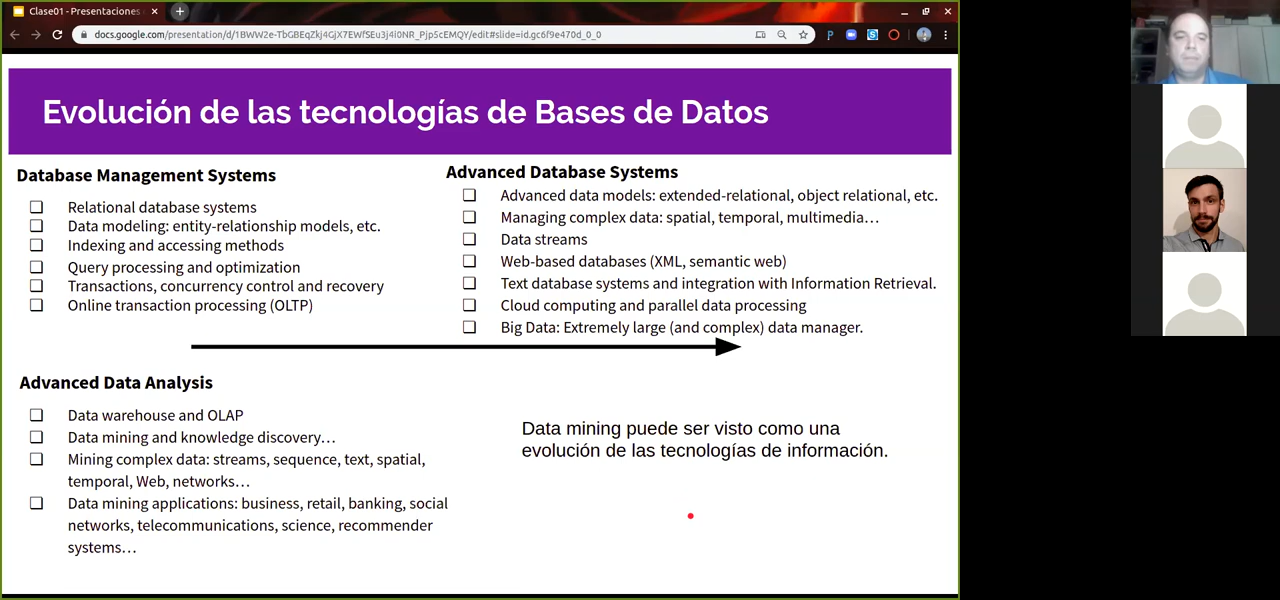 Clase01 - Presentaciones
docs.google.com/presentation/d/1BWW2e-TbGBEqZkj4GjX7EWfSEu3j4i0NR_PjpScEMQY/edit#slide=id.gc6f9e470d_0_0
Evolución de las tecnologías de Bases de Datos
Database Management Systems
Relational database systems
Data modeling: entity-relationship models, etc.
Indexing and accessing methods
Query processing and optimization
Transactions, concurrency control and recovery
Online transaction processing (OLTP)
Advanced Database Systems
Advanced data models: extended-relational, object relational, etc.
Managing complex data: spatial, temporal, multimedia…
Data streams
Web-based databases (XML, semantic web)
Text database systems and integration with Information Retrieval.
Cloud computing and parallel data processing
Big Data: Extremely large (and complex) data manager.
Advanced Data Analysis
Data warehouse and OLAP
Data mining and knowledge discovery…
Mining complex data: streams, sequence, text, spatial,
temporal, Web, networks…
Data mining applications: business, retail, banking, social
networks, telecommunications, science, recommender
systems…
Data mining puede ser visto como una
evolución de las tecnologías de información.